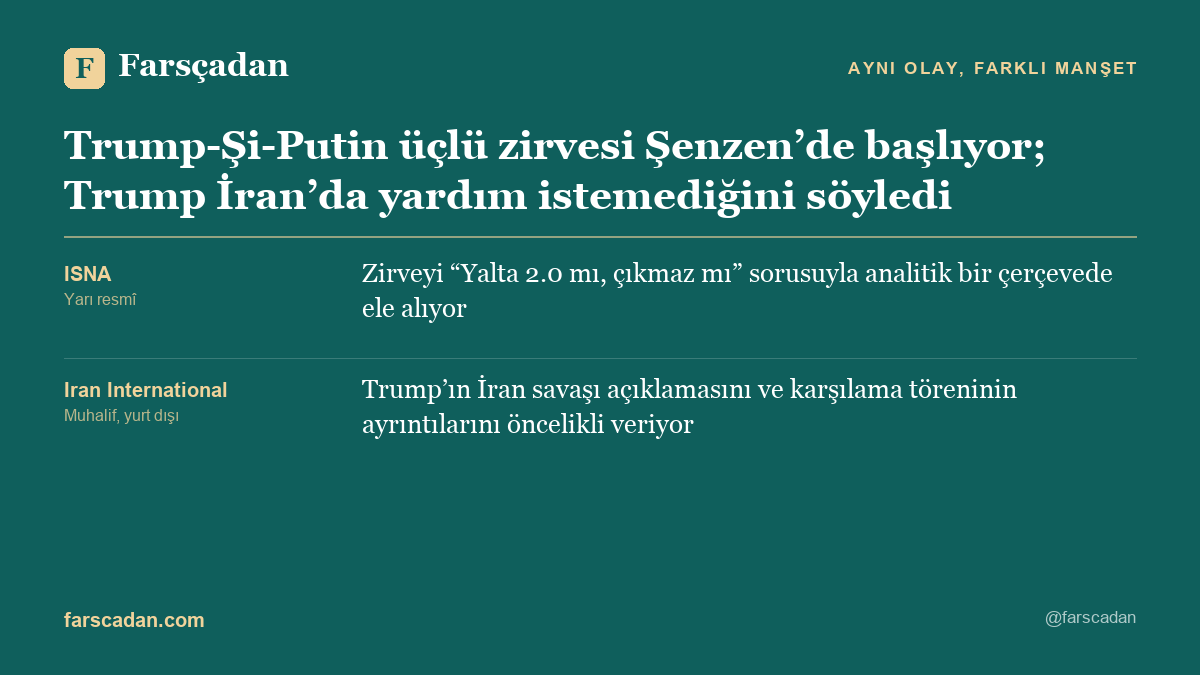 F Farsçadan
AYNI OLAY, FARKLI MANŞET
Trump-Şi-Putin üçlü zirvesi Şenzen’de başlıyor;
Trump İran’da yardım istemediğini söyledi
ISNA
Yarı resmî
Zirveyi “Yalta 2.0 mı, çıkmaz mı” sorusuyla analitik bir çerçevede
ele alıyor
Iran International
Muhalif, yurt dışı
Trump’ın İran savaşı açıklamasını ve karşılama töreninin
ayrıntılarını öncelikli veriyor
farscadan.com
@farscadan